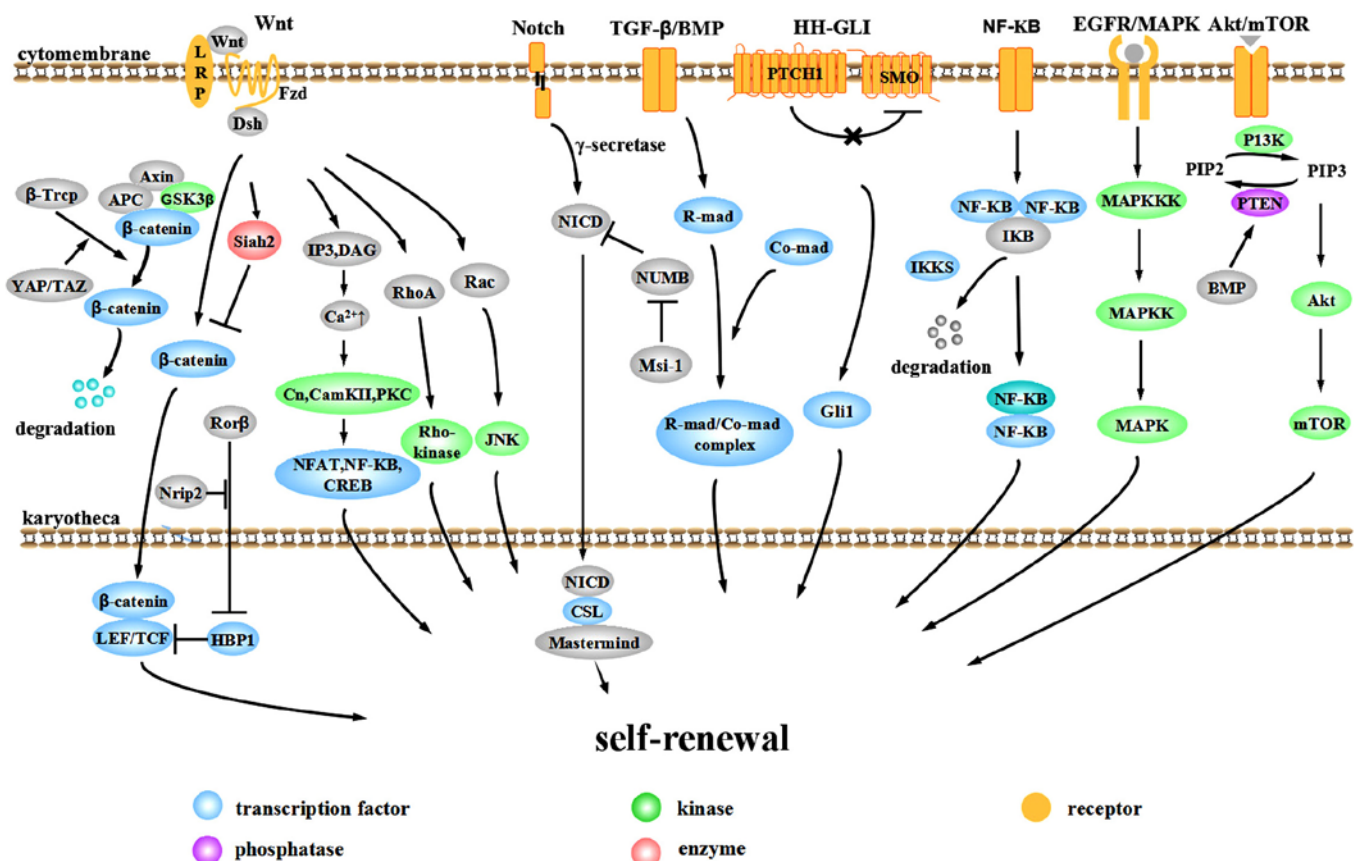 Wnt
Notch
TGF-β/BMP
HH-GLI
NF-KB
EGFR/MAPK
Akt/mTOR
cytomembrane
L
R
P
Wnt
Fzd
Dsh
PTCH1
SMO
γ-secretase
β-Trcp
Axin
APC
GSK3β
β-catenin
YAP/TAZ
β-catenin
degradation
Siah2
β-catenin
IP3,DAG
Ca²⁺↑
Cn,CamKII,PKC
NFAT,NF-KB,
CREB
RhoA
Rho-
kinase
Rac
JNK
Rorβ
Nrip2
NICD
NUMB
Msi-1
R-mad
Co-mad
R-mad/Co-mad
complex
Gli1
NF-KB
NF-KB
IKB
IKKS
degradation
NF-KB
NF-KB
MAPKKK
MAPKK
MAPK
P13K
PIP2
PIP3
PTEN
BMP
Akt
mTOR
karyotheca
β-catenin
LEF/TCF
HBP1
NICD
CSL
Mastermind
self-renewal
transcription factor
kinase
receptor
phosphatase
enzyme